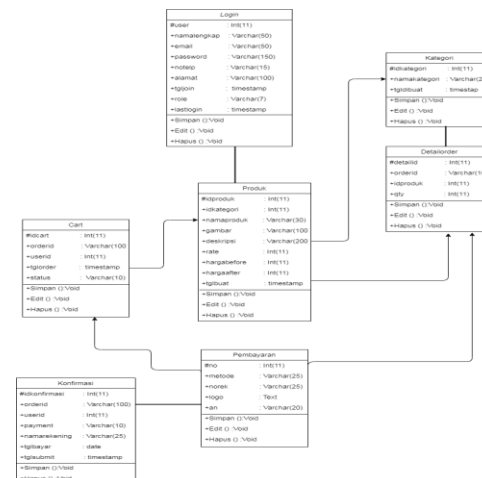 Login
#user : Int(11)
+namalengkap : Varchar(50)
+email : Varchar(50)
+password : Varchar(150)
+notelp : Varchar(15)
+alamat : Varchar(100)
+tgljoin : timestamp
+role : Varchar(7)
+lastlogin : timestamp
+Simpan ():Void
+Edit () :Void
+Hapus () :Void
Kategori
#idkategori : Int(11)
+namakategori : Varchar(2
+tgldibuat : timestap
+Simpan ():Void
+Edit () :Void
+Hapus () :Void
Detailorder
#detailid : Int(11)
+orderid : Varchar(1
+idproduk : Int(11)
+qty : Int(11)
+Simpan ():Void
+Edit () :Void
+Hapus () :Void
Produk
#idproduk : Int(11)
+idkategori : Int(11)
+namaproduk : Varchar(30)
+gambar : Varchar(100
+deskripsi : Varchar(200
+rate : Int(11)
+hargabefore : Int(11)
+hargaafter : Int(11)
+tglbuat : timestamp
+Simpan ():Void
+Edit () :Void
+Hapus () :Void
Cart
#idcart : Int(11)
+orderid : Varchar(100
+userid : Int(11)
+tglorder : timestamp
+status : Varchar(10)
+Simpan ():Void
+Edit () :Void
+Hapus () :Void
Pembayaran
#no : Int(11)
+metode : Varchar(25)
+norek : Varchar(25)
+logo : Text
+an : Varchar(20)
+Simpan ():Void
+Edit () :Void
+Hapus () :Void
Konfirmasi
#idkonfirmasi : Int(11)
+orderid : Varchar(100)
+userid : Int(11)
+payment : Varchar(10)
+namarekening : Varchar(25)
+tglbayar : date
+tglsubmit : timestamp
+Simpan ():Void